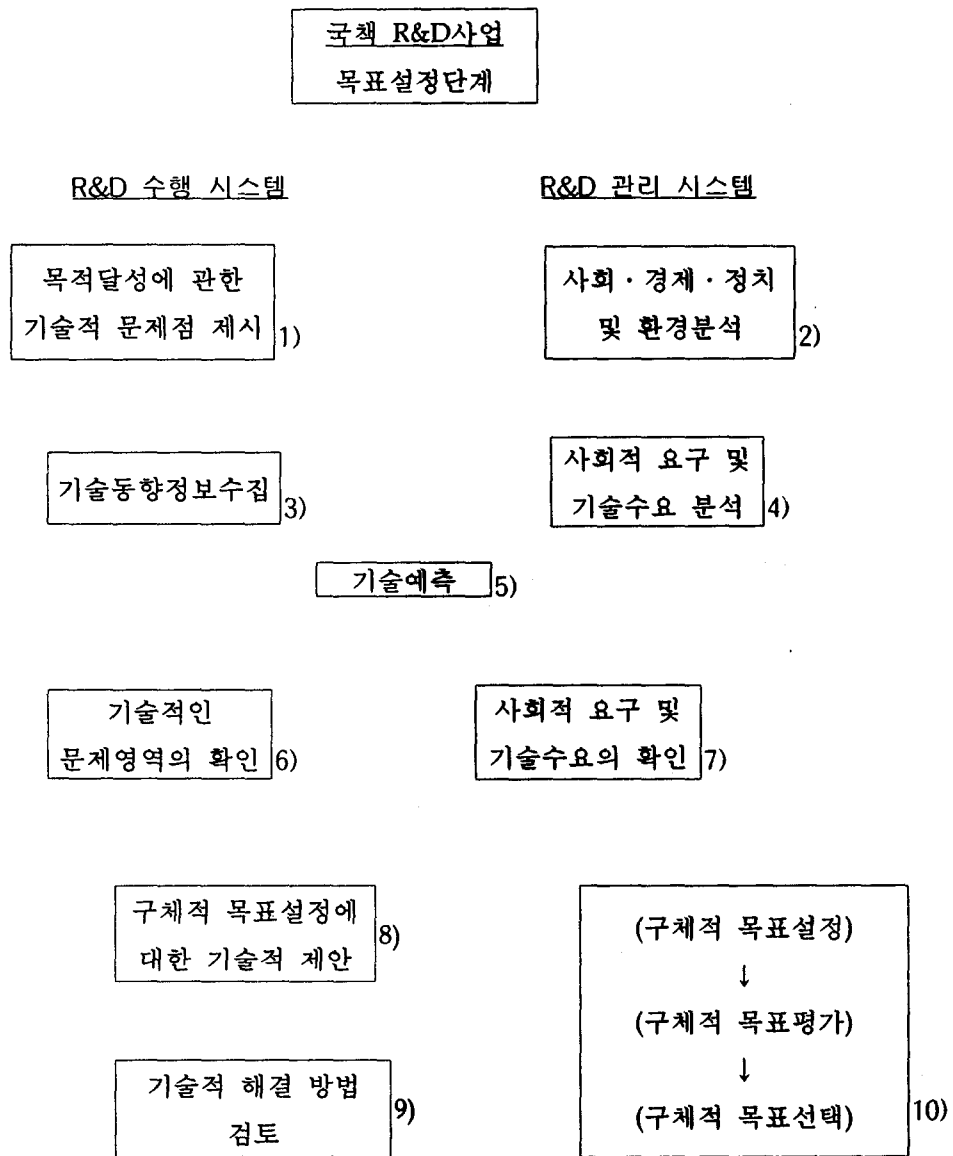 국책 R&D사업
목표설정단계
R&D 수행 시스템
R&D 관리 시스템
목적달성에 관한
기술적 문제점 제시 1)
사회·경제·정치
및 환경분석 2)
기술동향정보수집 3)
사회적 요구 및
기술수요 분석 4)
기술예측 5)
기술적인
문제영역의 확인 6)
사회적 요구 및
기술수요의 확인 7)
구체적 목표설정에
대한 기술적 제안 8)
기술적 해결 방법
검토 9)
(구체적 목표설정)
↓
(구체적 목표평가)
↓
(구체적 목표선택) 10)